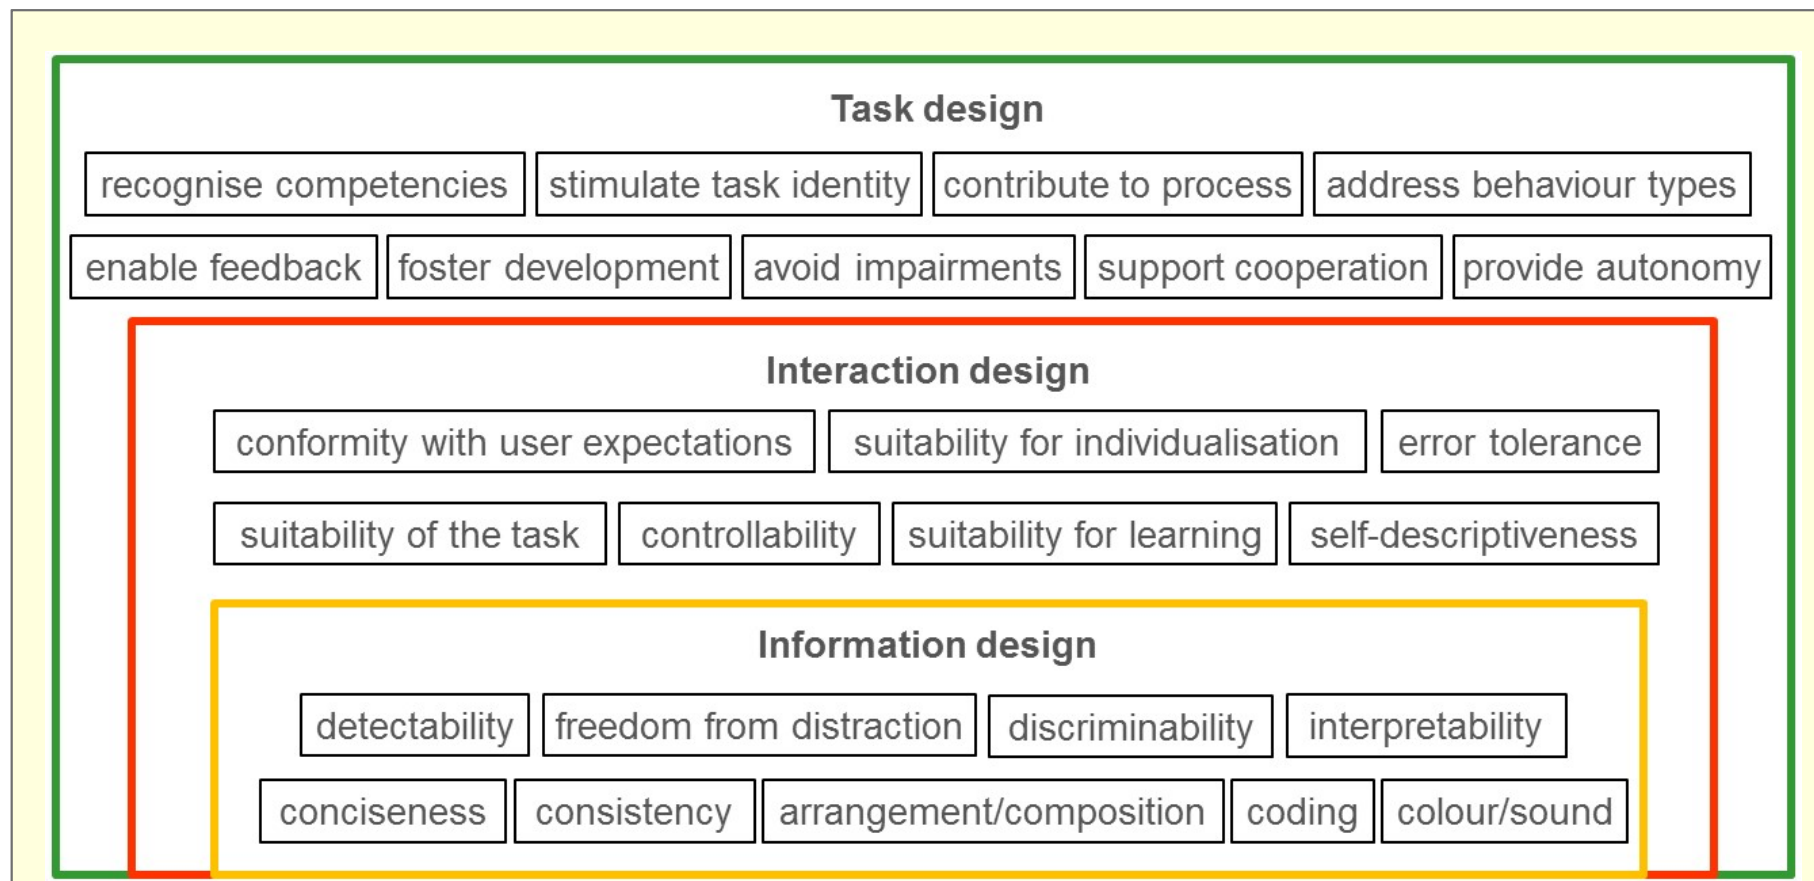 Task design
recognise competencies stimulate task identity contribute to process address behaviour types
enable feedback foster development avoid impairments support cooperation provide autonomy
Interaction design
conformity with user expectations suitability for individualisation error tolerance
suitability of the task controllability suitability for learning self-descriptiveness
Information design
detectability freedom from distraction discriminability interpretability
conciseness consistency arrangement/composition coding colour/sound